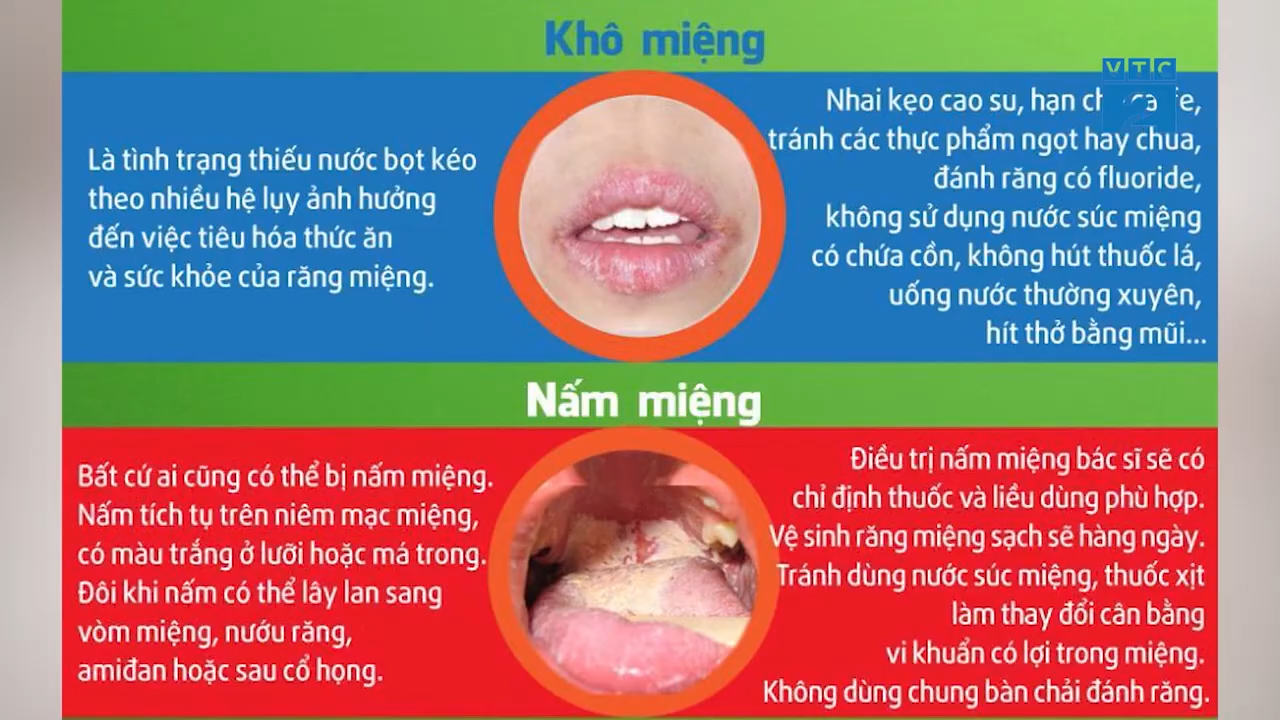 Khô miệng
VTC
2
Là tình trạng thiếu nước bọt kéo
theo nhiều hệ lụy ảnh hưởng
đến việc tiêu hóa thức ăn
và sức khỏe của răng miệng.
Nhai kẹo cao su, hạn
tránh các thực phẩm ngọt hay chua,
đánh răng có fluoride,
không sử dụng nước súc miệng
có chứa cồn, không hút thuốc lá,
uống nước thường xuyên,
hít thở bằng mũi...
Nấm miệng
Bất cứ ai cũng có thể bị nấm miệng.
Nấm tích tụ trên niêm mạc miệng,
có màu trắng ở lưỡi hoặc má trong.
Đôi khi nấm có thể lây lan sang
vòm miệng, nướu răng,
amiđan hoặc sau cổ họng.
Điều trị nấm miệng bác sĩ sẽ có
chỉ định thuốc và liều dùng phù hợp.
Vệ sinh răng miệng sạch sẽ hàng ngày.
Tránh dùng nước súc miệng, thuốc xịt
làm thay đổi cân bằng
vi khuẩn có lợi trong miệng.
Không dùng chung bàn chải đánh răng.